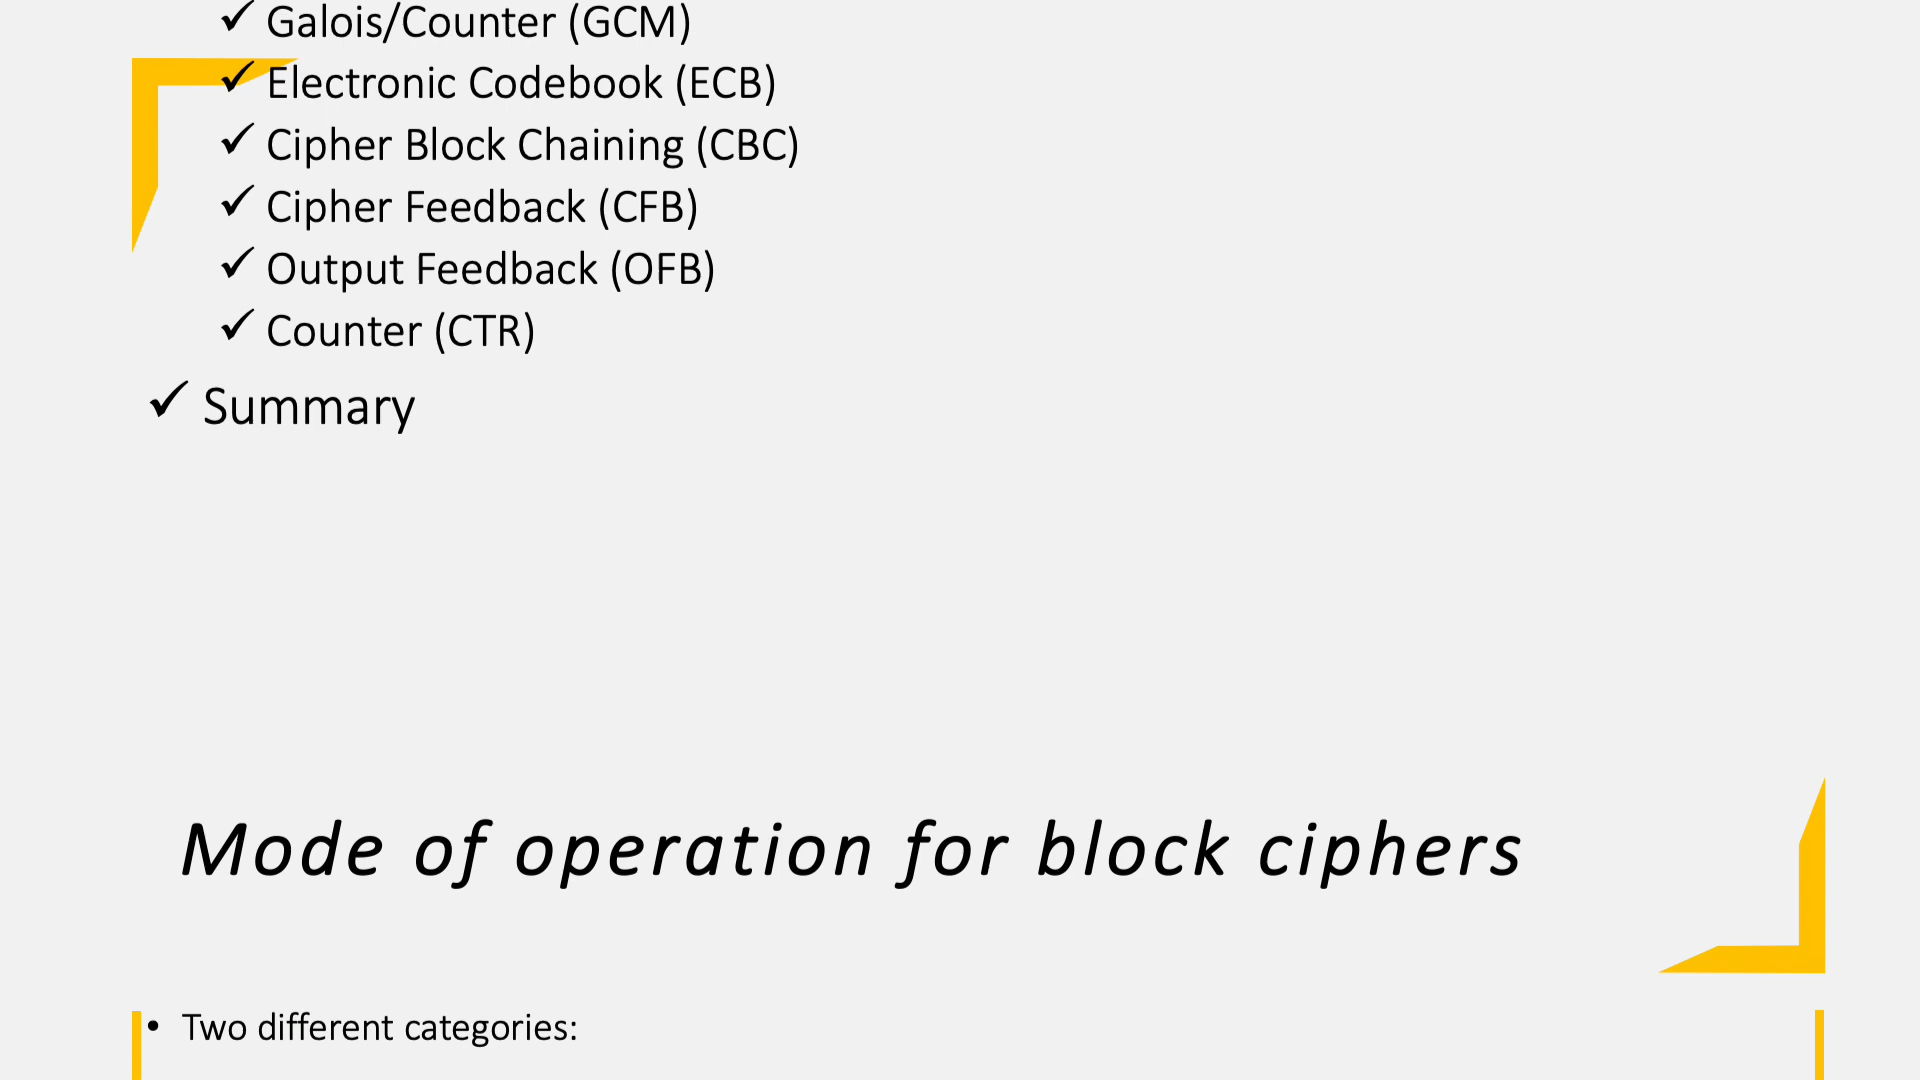 ✓ Galois/Counter (GCM)
✓ Electronic Codebook (ECB)
✓ Cipher Block Chaining (CBC)
✓ Cipher Feedback (CFB)
✓ Output Feedback (OFB)
✓ Counter (CTR)
✓ Summary
Mode of operation for block ciphers
• Two different categories: